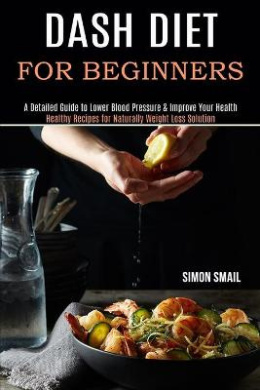 DASH DIET
FOR BEGINNERS
A Detailed Guide to Lower Blood Pressure & Improve Your Health
Healthy Recipes for Naturally Weight Loss Solution
SIMON SMAIL